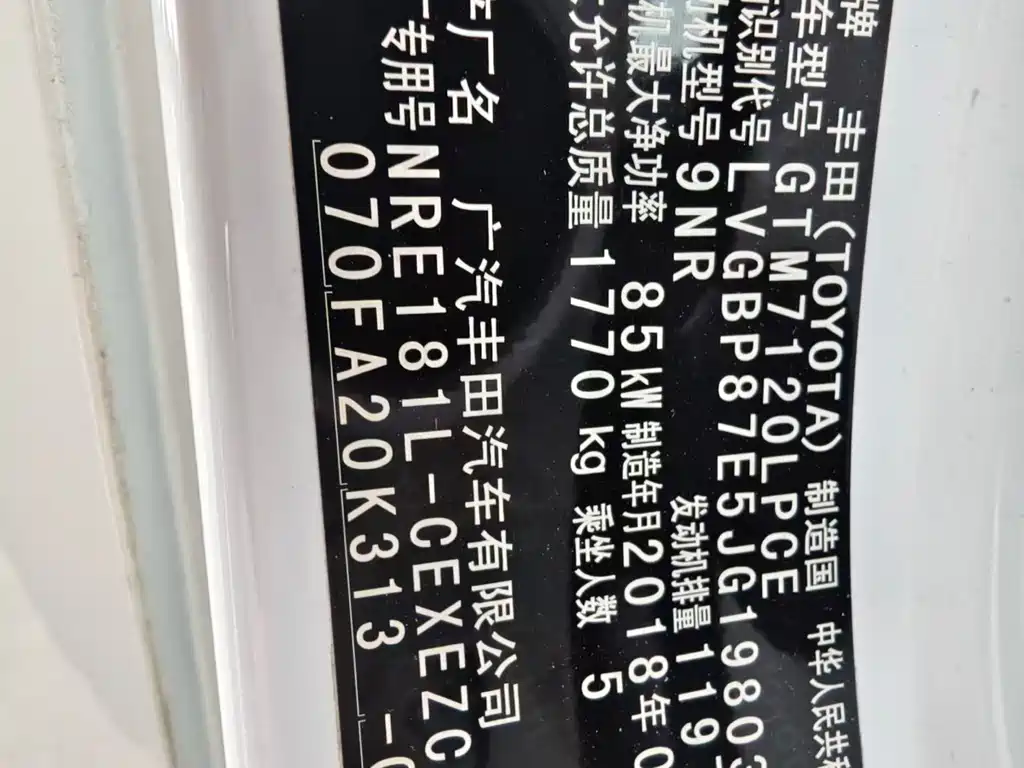 牌 丰田(TOYOTA) 制造国 中华人民共和
车型号 GTM7120LPCE
识别代号 LVGBP87E5JG19803
机型号 9NR 发动机排量 119
机最大净功率 85kW 制造年月 2018年0
允许总质量 1770kg 乘坐人数 5
厂名 广汽丰田汽车有限公司
专用号 NRE181L-CEXEZC
070FA20K313 -